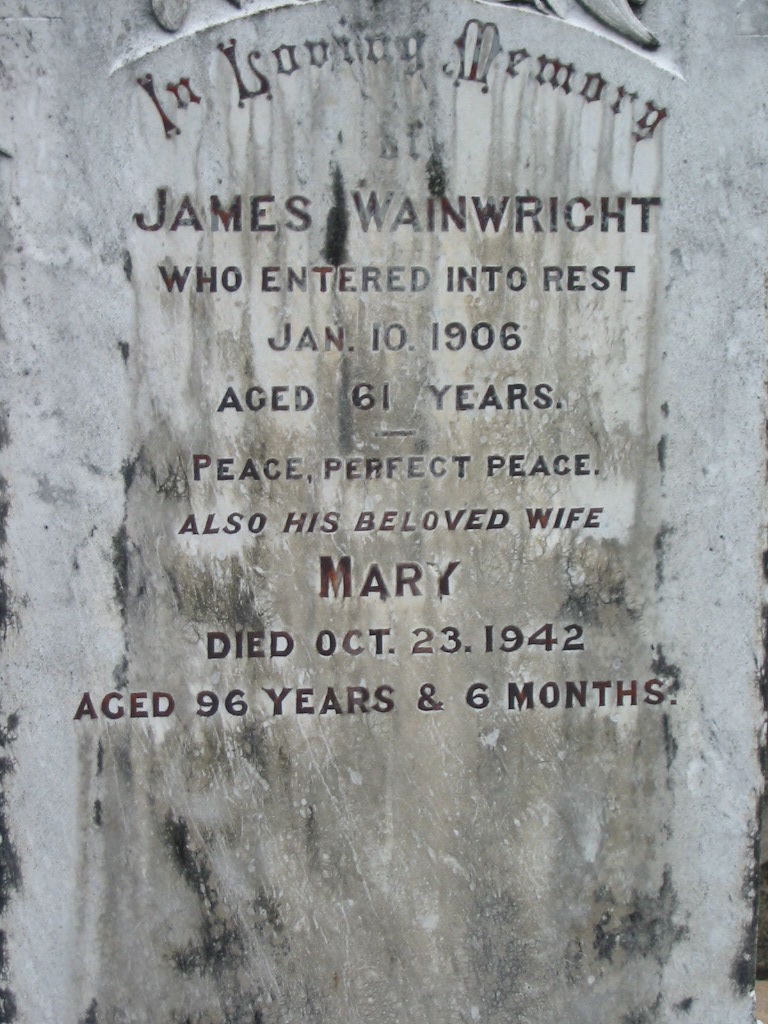 In Loving Memory
of
JAMES WAINWRIGHT
WHO ENTERED INTO REST
JAN. 10. 1906
AGED 61 YEARS.
PEACE, PERFECT PEACE.
ALSO HIS BELOVED WIFE
MARY
DIED OCT. 23. 1942
AGED 96 YEARS & 6 MONTHS.